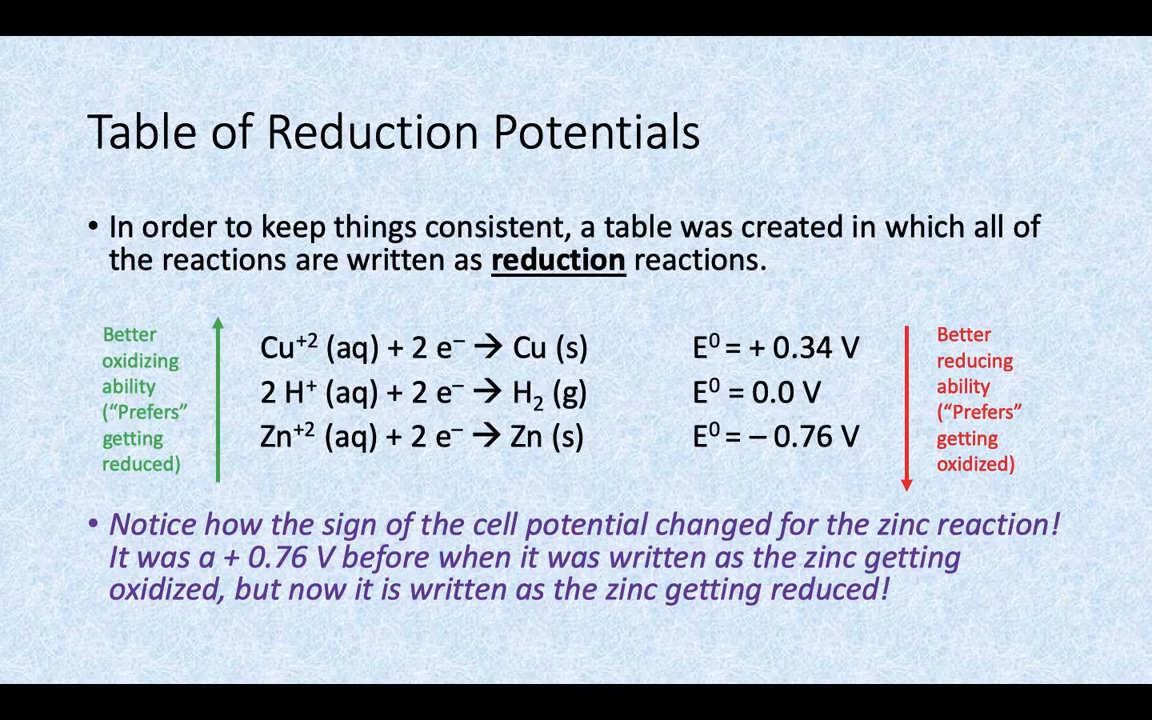 Table of Reduction Potentials
• In order to keep things consistent, a table was created in which all of
the reactions are written as reduction reactions.
Better
oxidizing
ability
(“Prefers”
getting
reduced)
Cu⁺² (aq) + 2 e⁻ → Cu (s) E⁰ = + 0.34 V
2 H⁺ (aq) + 2 e⁻ → H₂ (g) E⁰ = 0.0 V
Zn⁺² (aq) + 2 e⁻ → Zn (s) E⁰ = – 0.76 V
Better
reducing
ability
(“Prefers”
getting
oxidized)
• Notice how the sign of the cell potential changed for the zinc reaction!
It was a + 0.76 V before when it was written as the zinc getting
oxidized, but now it is written as the zinc getting reduced!